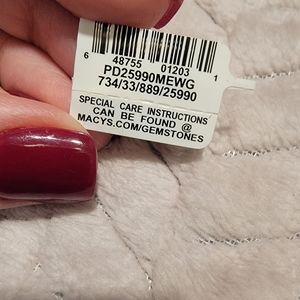 6 48755 01203 1
PD25990MEWG
734/33/889/25990
SPECIAL CARE INSTRUCTIONS
CAN BE FOUND @
MACYS.COM/GEMSTONES